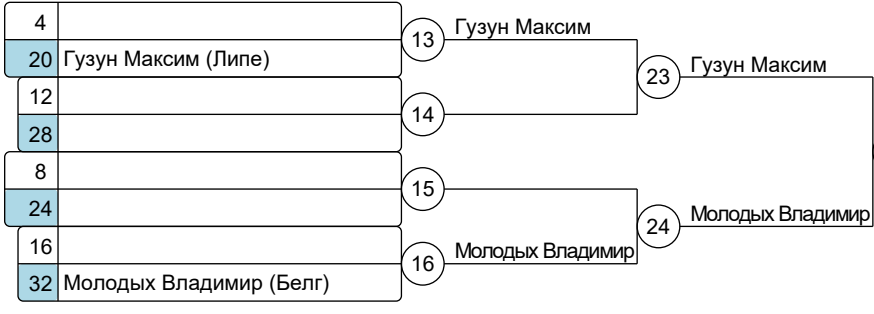 4
13 Гузун Максим
20 Гузун Максим (Липе)
23 Гузун Максим
12
14
28
8
15
24
24 Молодых Владимир
16
16 Молодых Владимир
32 Молодых Владимир (Белг)